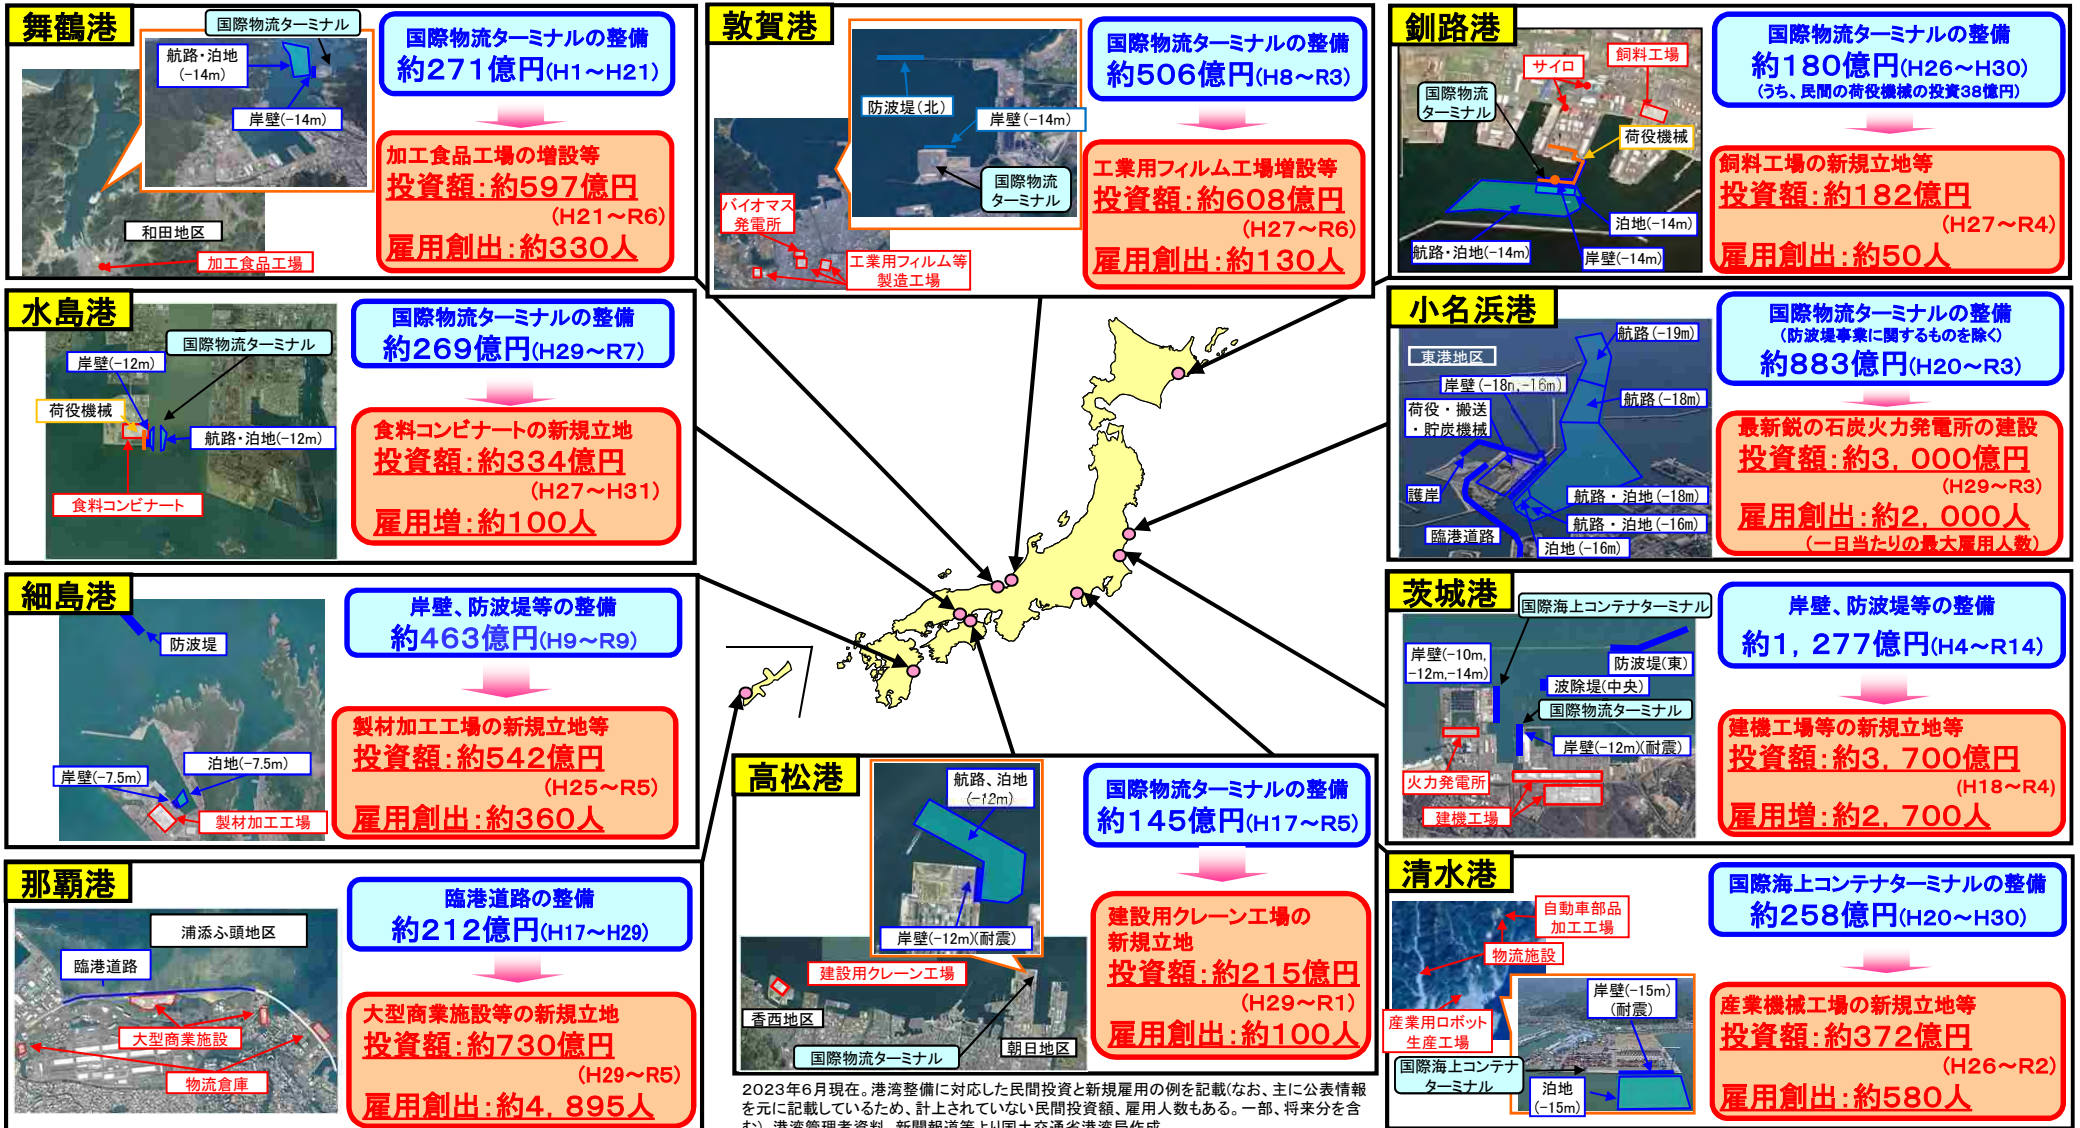 舞鶴港
国際物流ターミナル
航路・泊地
(-14m)
岸壁(-14m)
和田地区
加工食品工場
国際物流ターミナルの整備
約271億円(H1～H21)
加工食品工場の増設等
投資額:約597億円
(H21～R6)
雇用創出:約330人
敦賀港
防波堤(北)
岸壁(-14m)
国際物流
ターミナル
バイオマス
発電所
工業用フィルム等
製造工場
国際物流ターミナルの整備
約506億円(H8～R3)
工業用フィルム工場増設等
投資額:約608億円
(H27～R6)
雇用創出:約130人
釧路港
サイロ
飼料工場
国際物流
ターミナル
荷役機械
泊地(-14m)
航路・泊地(-14m)
岸壁(-14m)
国際物流ターミナルの整備
約180億円(H26～H30)
(うち、民間の荷役機械の投資38億円)
飼料工場の新規立地等
投資額:約182億円
(H27～R4)
雇用創出:約50人
水島港
国際物流ターミナル
岸壁(-12m)
荷役機械
航路・泊地(-12m)
食料コンビナート
国際物流ターミナルの整備
約269億円(H29～R7)
食料コンビナートの新規立地
投資額:約334億円
(H27～H31)
雇用増:約100人
小名浜港
東港地区
航路(-19m)
岸壁(-18m,-16m)
航路(-18m)
荷役・搬送
・貯炭機械
護岸
航路・泊地(-18m)
航路・泊地(-16m)
臨港道路
泊地(-16m)
国際物流ターミナルの整備
(防波堤事業に関するものを除く)
約883億円(H20～R3)
最新鋭の石炭火力発電所の建設
投資額:約3，000億円
(H29～R3)
雇用創出:約2，000人
(一日当たりの最大雇用人数)
細島港
防波堤
岸壁(-7.5m)
泊地(-7.5m)
製材加工工場
岸壁、防波堤等の整備
約463億円(H9～R9)
製材加工工場の新規立地等
投資額:約542億円
(H25～R5)
雇用創出:約360人
茨城港
国際海上コンテナターミナル
岸壁(-10m,
-12m,-14m)
防波堤(東)
波除堤(中央)
国際物流ターミナル
岸壁(-12m)(耐震)
火力発電所
建機工場
岸壁、防波堤等の整備
約1，277億円(H4～R14)
建機工場等の新規立地等
投資額:約3，700億円
(H18～R4)
雇用増:約2，700人
那覇港
浦添ふ頭地区
臨港道路
大型商業施設
物流倉庫
臨港道路の整備
約212億円(H17～H29)
大型商業施設等の新規立地
投資額:約730億円
(H29～R5)
雇用創出:約4，895人
高松港
航路、泊地
(-12m)
岸壁(-12m)(耐震)
建設用クレーン工場
香西地区
国際物流ターミナル
朝日地区
国際物流ターミナルの整備
約145億円(H17～R5)
建設用クレーン工場の
新規立地
投資額:約215億円
(H29～R1)
雇用創出:約100人
清水港
自動車部品
加工工場
物流施設
岸壁(-15m)
(耐震)
産業用ロボット
生産工場
国際海上コンテナ
ターミナル
泊地
(-15m)
国際海上コンテナターミナルの整備
約258億円(H20～H30)
産業機械工場の新規立地等
投資額:約372億円
(H26～R2)
雇用創出:約580人
2023年6月現在。港湾整備に対応した民間投資と新規雇用の例を記載(なお、主に公表情報
を元に記載しているため、計上されていない民間投資額、雇用人数もある。一部、将来分を含
む)。港湾管理者資料、新聞報道等より国土交通省港湾局作成